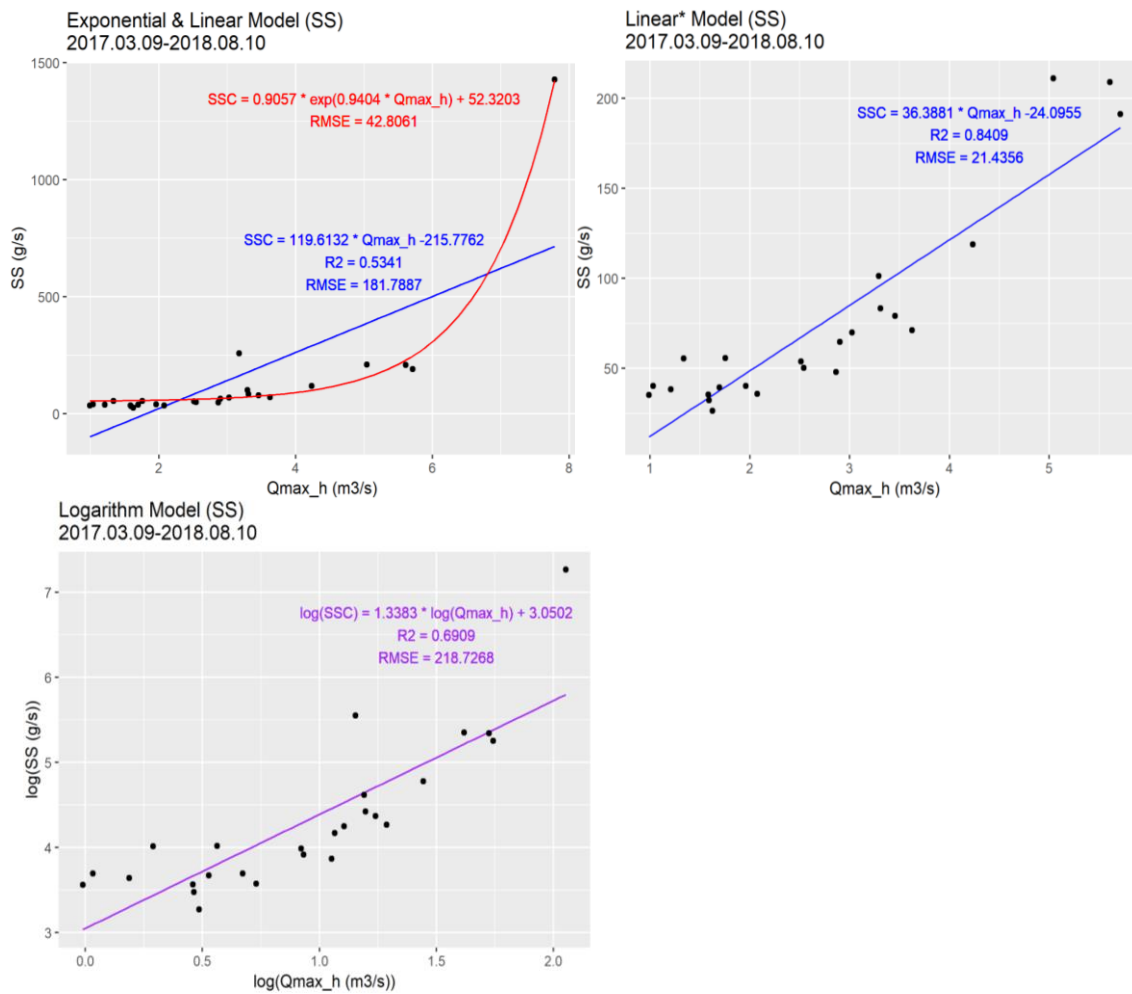 Exponential & Linear Model (SS)
2017.03.09-2018.08.10
1500
1000
500
0
SS (g/s)
SSC = 0.9057 * exp(0.9404 * Qmax_h) + 52.3203
RMSE = 42.8061
SSC = 119.6132 * Qmax_h -215.7762
R2 = 0.5341
RMSE = 181.7887
2 4 6 8
Qmax_h (m3/s)
Linear* Model (SS)
2017.03.09-2018.08.10
200
150
100
50
SS (g/s)
SSC = 36.3881 * Qmax_h -24.0955
R2 = 0.8409
RMSE = 21.4356
1 2 3 4 5
Qmax_h (m3/s)
Logarithm Model (SS)
2017.03.09-2018.08.10
7
6
5
4
3
log(SS (g/s))
log(SSC) = 1.3383 * log(Qmax_h) + 3.0502
R2 = 0.6909
RMSE = 218.7268
0.0 0.5 1.0 1.5 2.0
log(Qmax_h (m3/s))